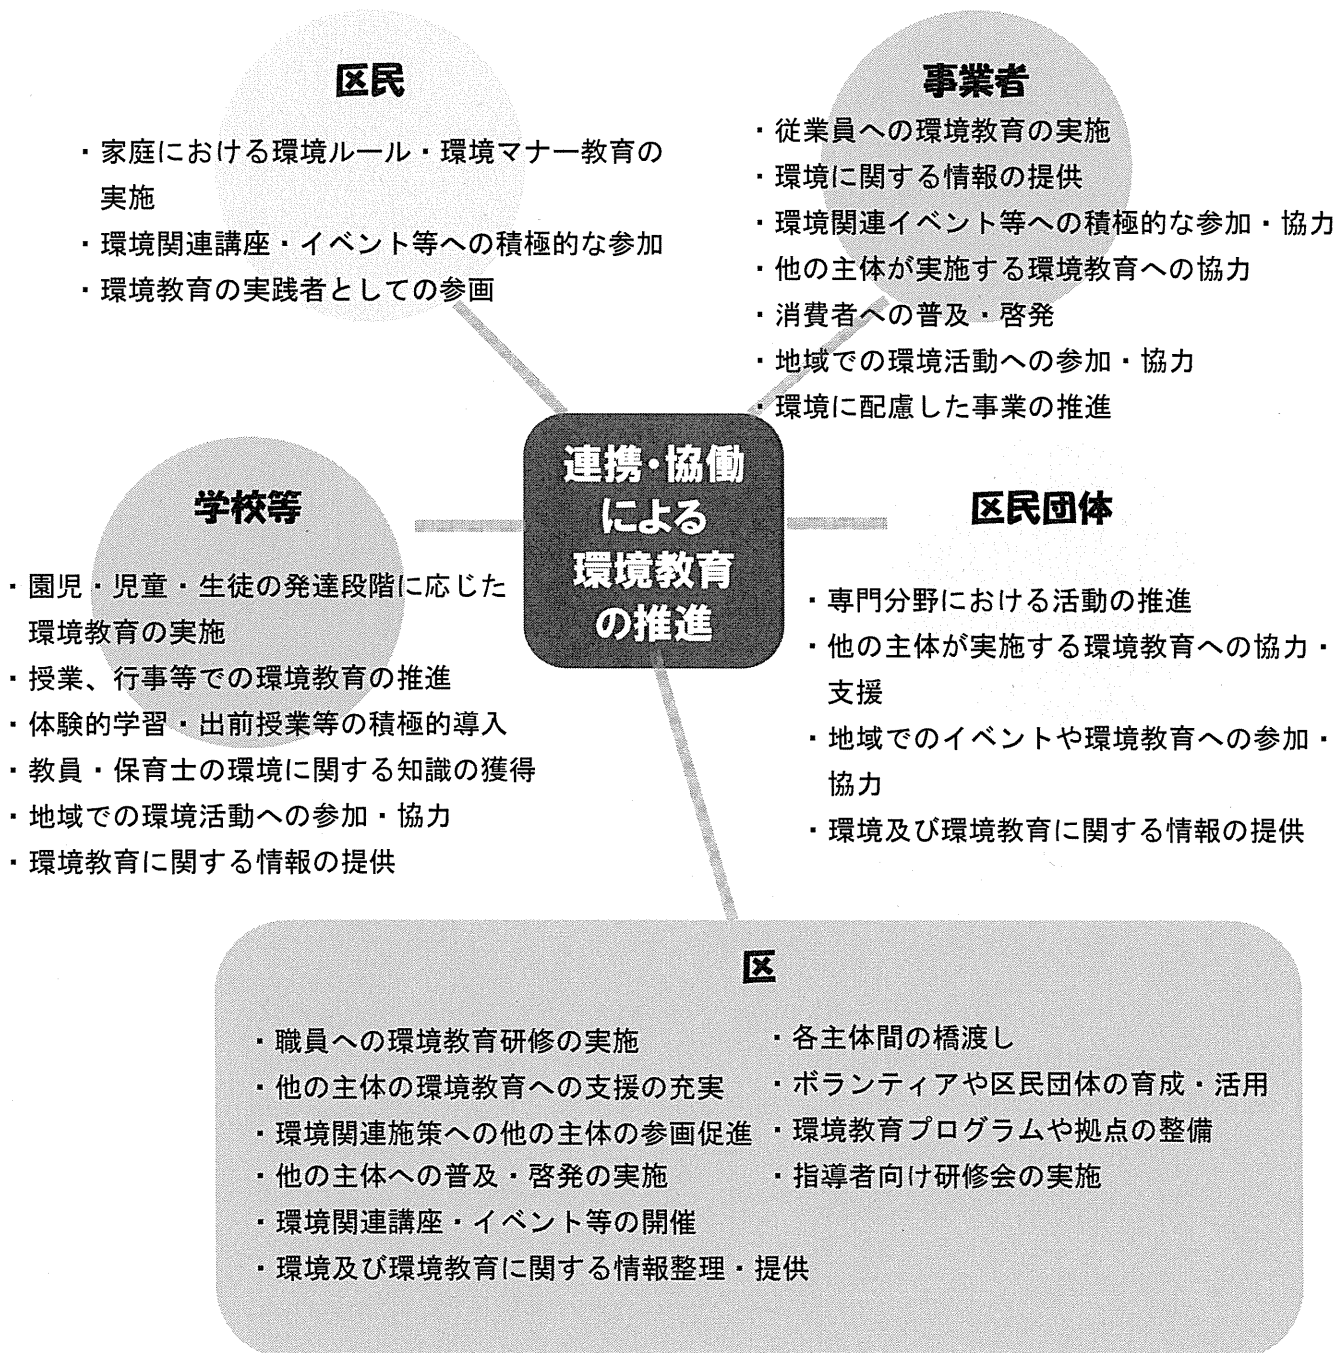 区民
・家庭における環境ルール・環境マナー教育の
実施
・環境関連講座・イベント等への積極的な参加
・環境教育の実践者としての参画
事業者
・従業員への環境教育の実施
・環境に関する情報の提供
・環境関連イベント等への積極的な参加・協力
・他の主体が実施する環境教育への協力
・消費者への普及・啓発
・地域での環境活動への参加・協力
・環境に配慮した事業の推進
連携・協働
による
環境教育
の推進
学校等
・園児・児童・生徒の発達段階に応じた
環境教育の実施
・授業、行事等での環境教育の推進
・体験的学習・出前授業等の積極的導入
・教員・保育士の環境に関する知識の獲得
・地域での環境活動への参加・協力
・環境教育に関する情報の提供
区民団体
・専門分野における活動の推進
・他の主体が実施する環境教育への協力・
支援
・地域でのイベントや環境教育への参加・
協力
・環境及び環境教育に関する情報の提供
区
・職員への環境教育研修の実施
・他の主体の環境教育への支援の充実
・環境関連施策への他の主体の参画促進
・他の主体への普及・啓発の実施
・環境関連講座・イベント等の開催
・環境及び環境教育に関する情報整理・提供
・各主体間の橋渡し
・ボランティアや区民団体の育成・活用
・環境教育プログラムや拠点の整備
・指導者向け研修会の実施